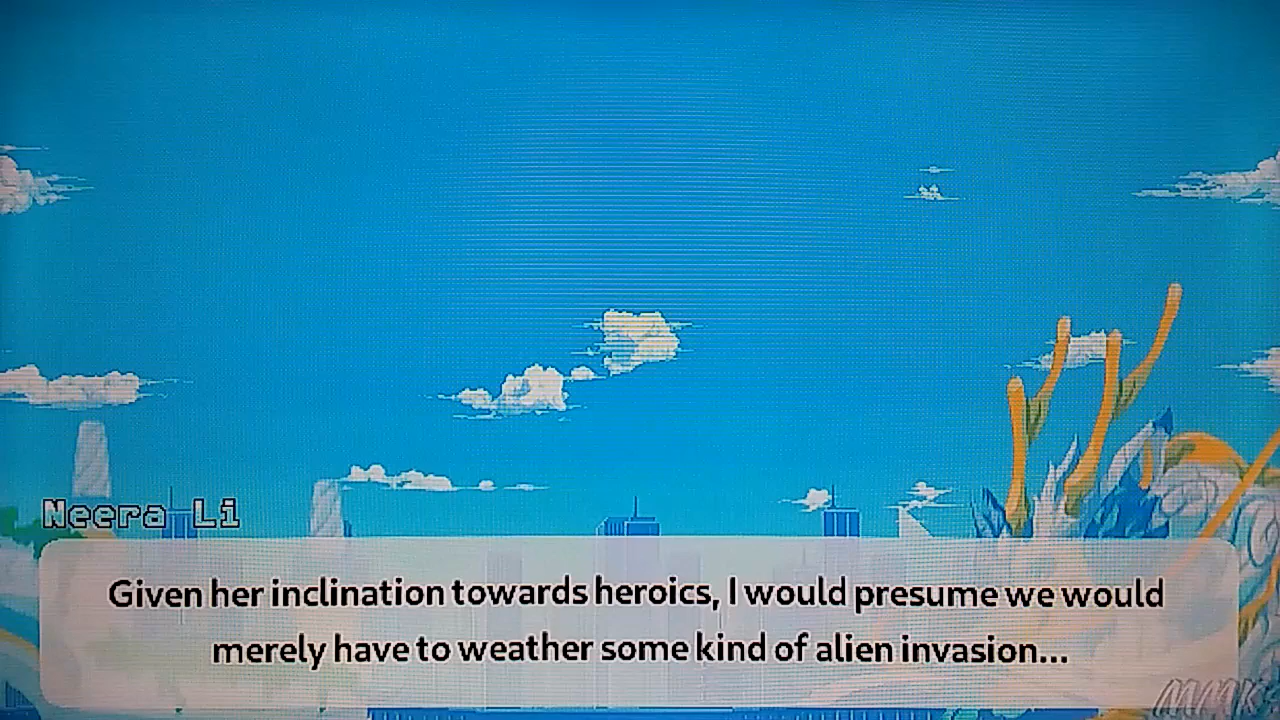 Neera Li
Given her inclination towards heroics, I would presume we would
merely have to weather some kind of alien invasion...